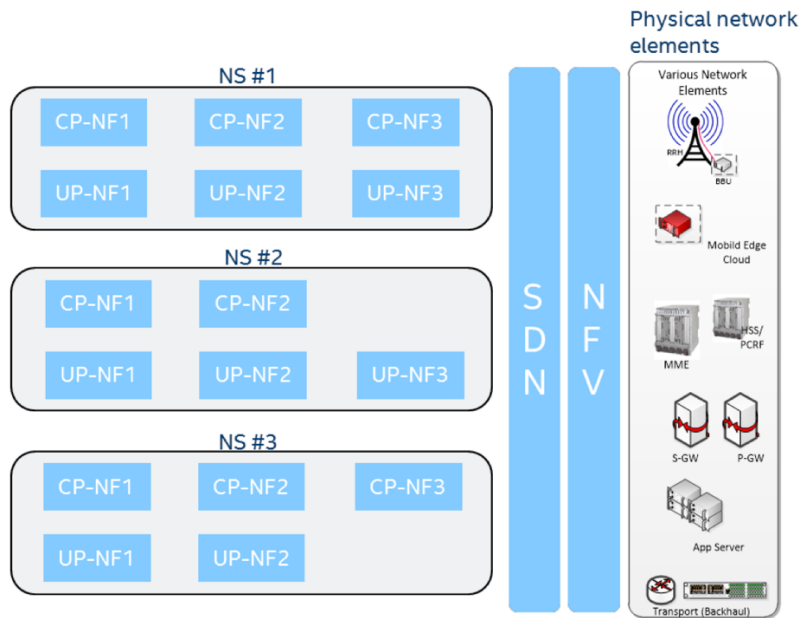 Physical network
elements
NS #1
CP-NF1 CP-NF2 CP-NF3
UP-NF1 UP-NF2 UP-NF3
NS #2
CP-NF1 CP-NF2
UP-NF1 UP-NF2 UP-NF3
NS #3
CP-NF1 CP-NF2 CP-NF3
UP-NF1 UP-NF2
S
D
N
N
F
V
Various Network
Elements
RRH
BBU
Mobild Edge
Cloud
HSS/
PCRF
MME
S-GW P-GW
App Server
Transport (Backhaul)